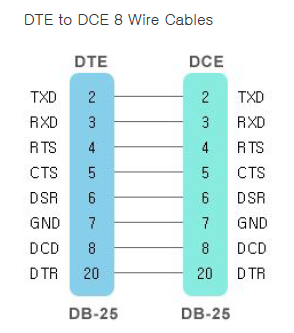 DTE to DCE 8 Wire Cables
DTE DCE
TXD 2 2 TXD
RXD 3 3 RXD
RTS 4 4 RTS
CTS 5 5 CTS
DSR 6 6 DSR
GND 7 7 GND
DCD 8 8 DCD
DTR 20 20 DTR
DB-25 DB-25